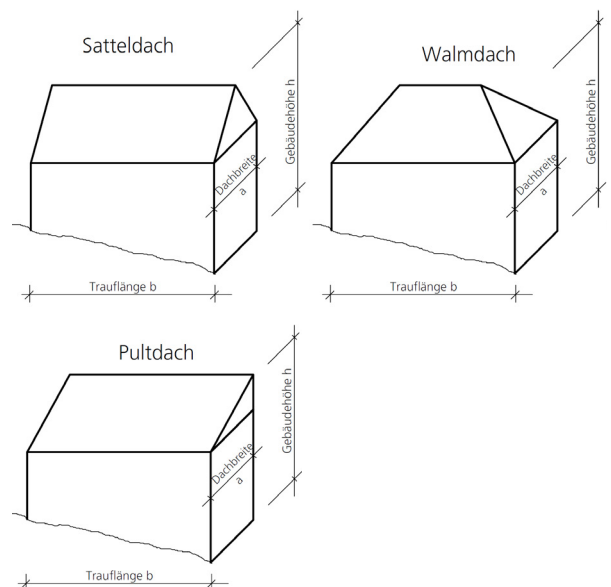 Satteldach
Gebäudehöhe h
Dachbreite
a
Trauflänge b
Walmdach
Gebäudehöhe h
Dachbreite
a
Trauflänge b
Pultdach
Gebäudehöhe h
Dachbreite
a
Trauflänge b